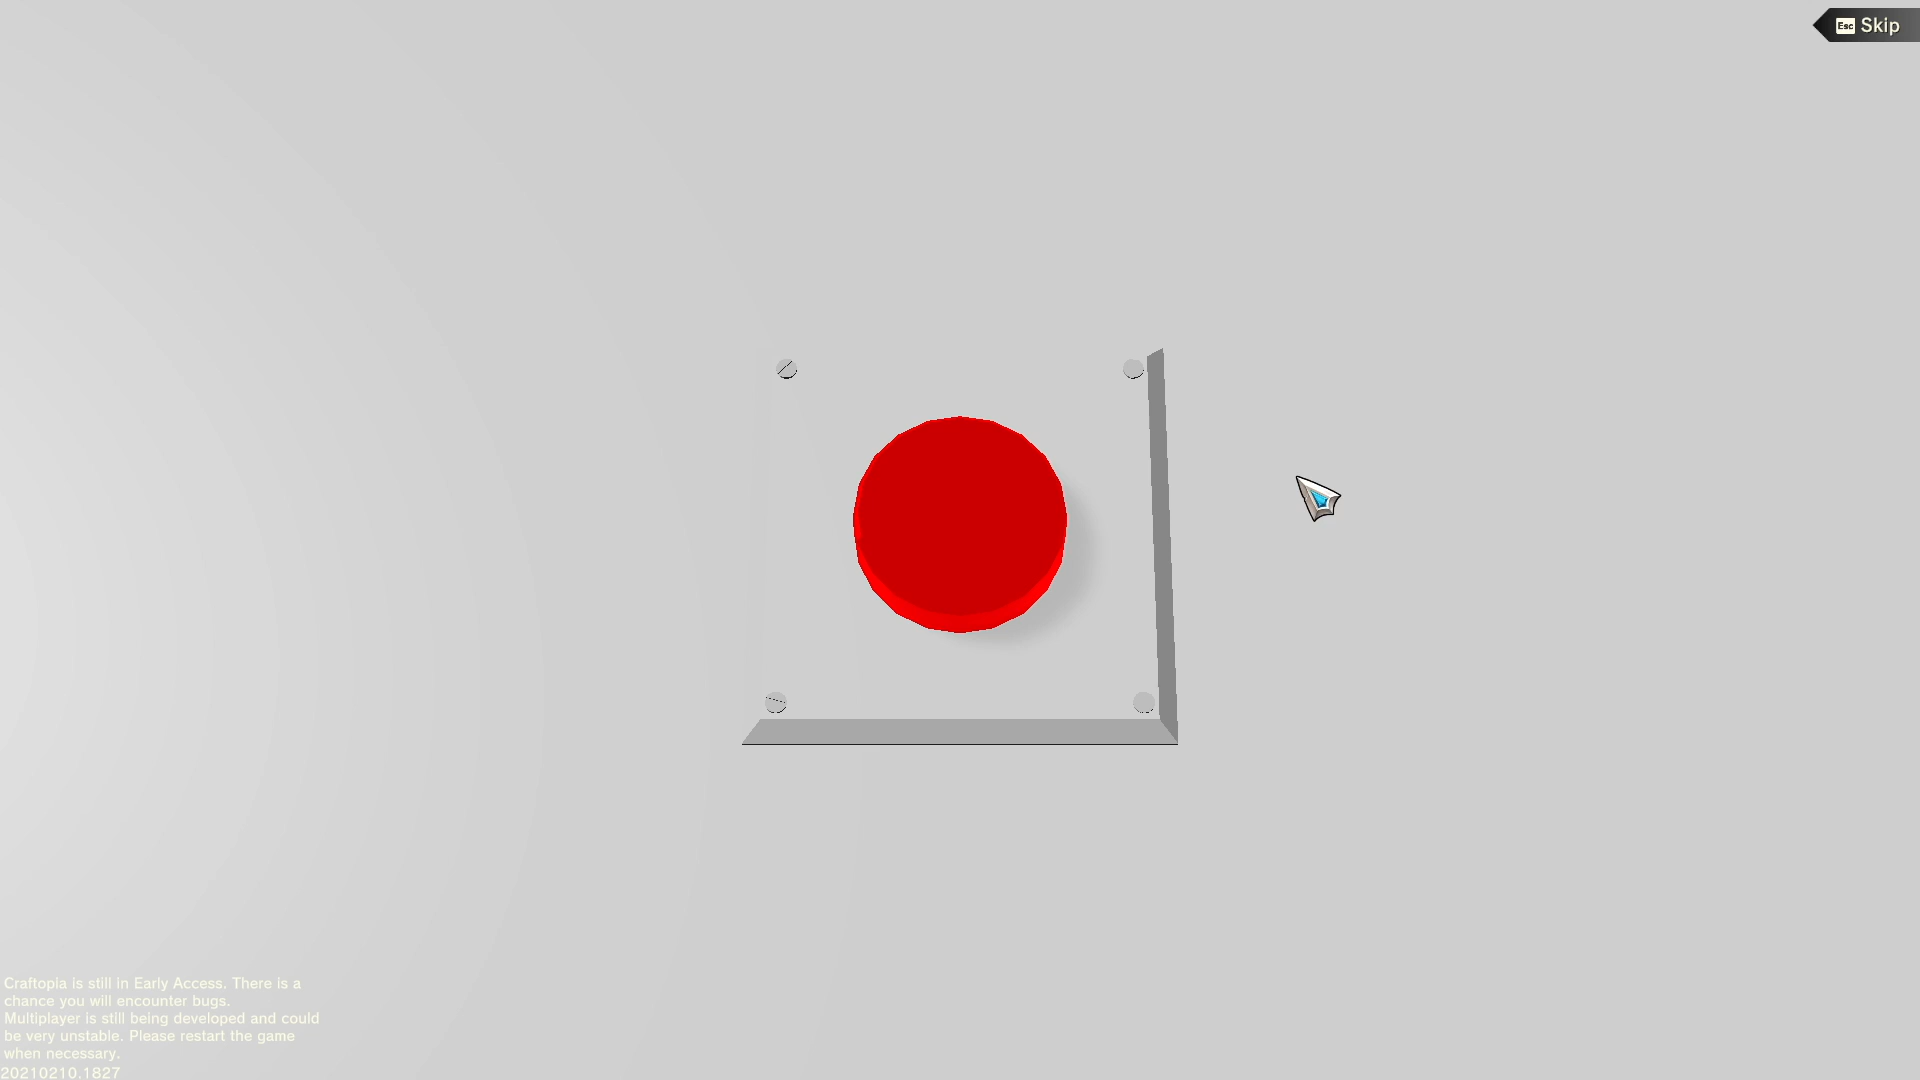 Esc Skip
Craftopia is still in Early Access. There is a
chance you will encounter bugs.
Multiplayer is still being developed and could
be very unstable. Please restart the game
when necessary.
20210210.1827